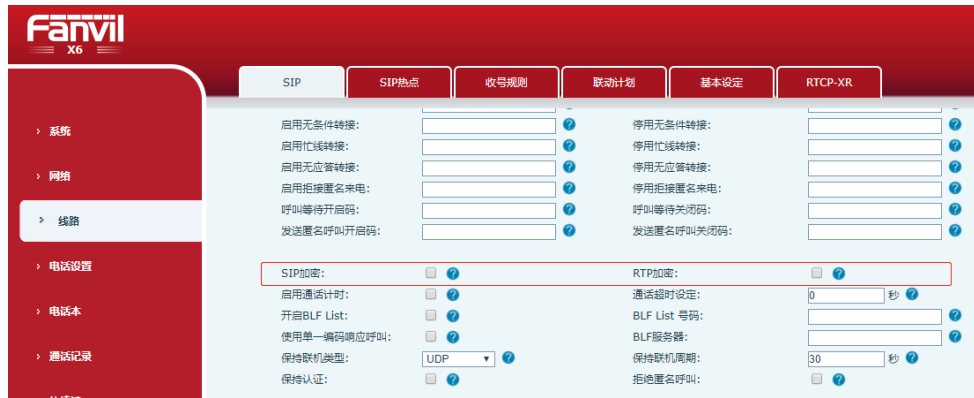 Fanvil
X6
SIP SIP热点 收号规则 联动计划 基本设定 RTCP-XR
系统
网络
线路
电话设置
电话本
通话记录
启用无条件转接: 停用无条件转接:
启用忙线转接: 停用忙线转接:
启用无应答转接: 停用无应答转接:
启用拒接匿名来电: 停用拒接匿名来电:
呼叫等待开启码: 呼叫等待关闭码:
发送匿名呼叫开启码: 发送匿名呼叫关闭码:
SIP加密: RTP加密:
启用通话计时: 通话超时设定: 0 秒
开启BLF List: BLF List 号码:
使用单一编码响应呼叫: BLF服务器:
保持联机类型: UDP 保持联机周期: 30 秒
保持认证: 拒绝匿名呼叫: